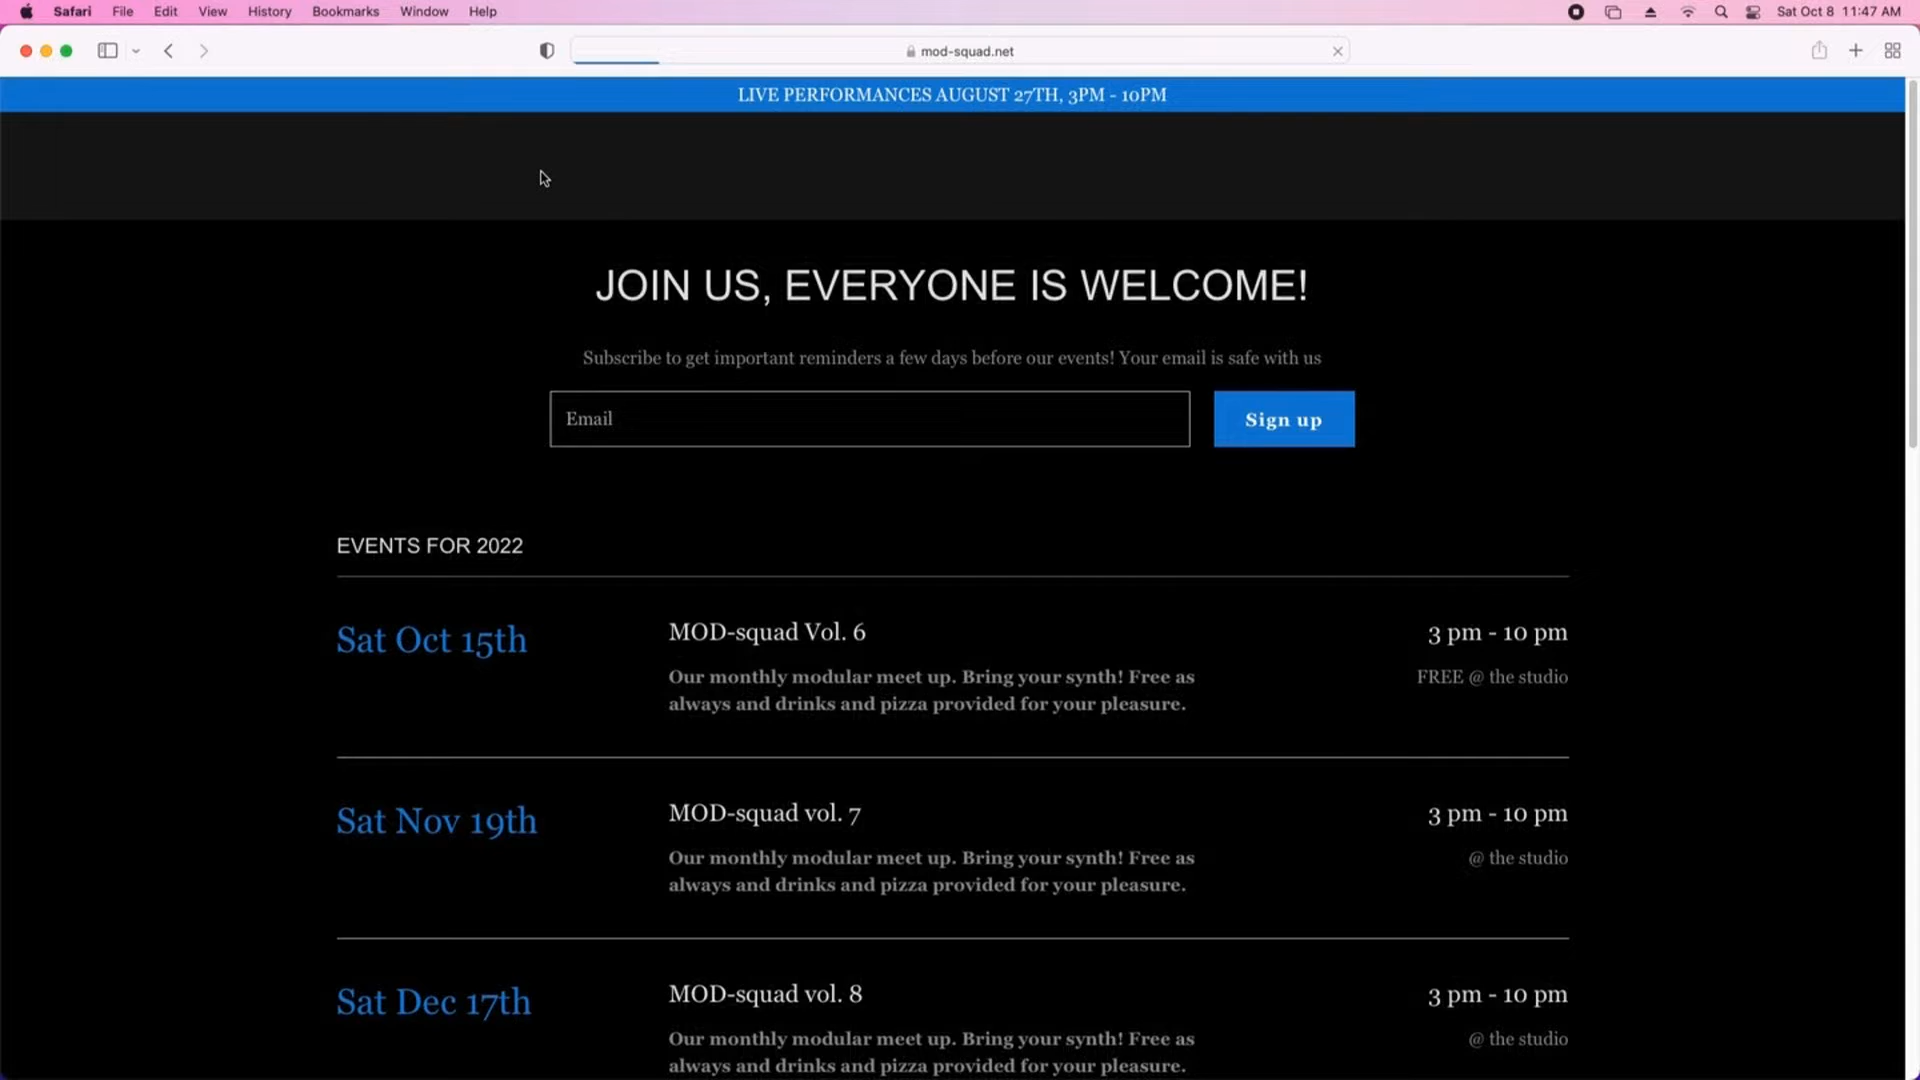 Safari File Edit View History Bookmarks Window Help Sat Oct 8 11:47 AM
mod-squad.net
LIVE PERFORMANCES AUGUST 27TH, 3PM - 10PM
JOIN US, EVERYONE IS WELCOME!
Subscribe to get important reminders a few days before our events! Your email is safe with us
Email Sign up
EVENTS FOR 2022
Sat Oct 15th MOD-squad Vol. 6 3 pm - 10 pm
Our monthly modular meet up. Bring your synth! Free as FREE @ the studio
always and drinks and pizza provided for your pleasure.
Sat Nov 19th MOD-squad vol. 7 3 pm - 10 pm
Our monthly modular meet up. Bring your synth! Free as @ the studio
always and drinks and pizza provided for your pleasure.
Sat Dec 17th MOD-squad vol. 8 3 pm - 10 pm
Our monthly modular meet up. Bring your synth! Free as @ the studio
always and drinks and pizza provided for your pleasure.